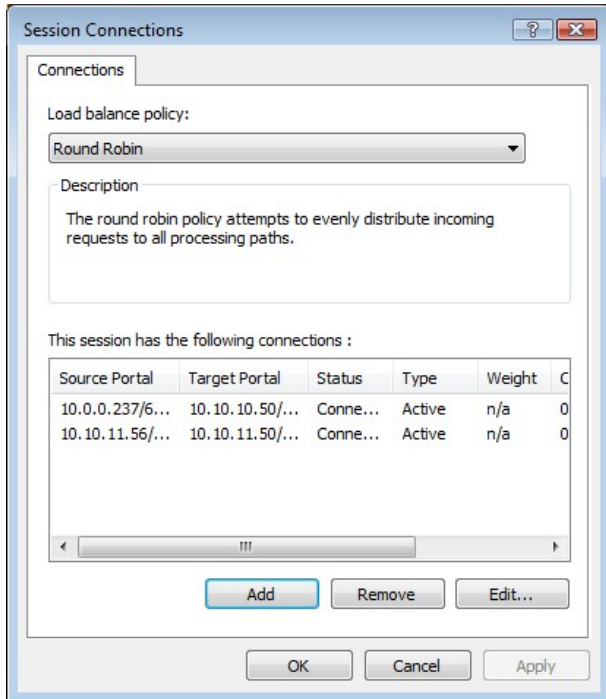 Session Connections
Connections
Load balance policy:
Round Robin
Description
The round robin policy attempts to evenly distribute incoming
requests to all processing paths.
This session has the following connections :
Source Portal Target Portal Status Type Weight C
10.0.0.237/6... 10.10.10.50/... Conne... Active n/a 0
10.10.11.56/... 10.10.11.50/... Conne... Active n/a 0
Add Remove Edit...
OK Cancel Apply